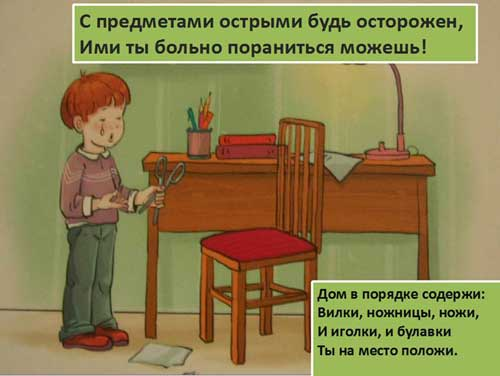 С предметами острыми будь осторожен,
Ими ты больно пораниться можешь!
Дом в порядке содержи:
Вилки, ножницы, ножи,
И иголки, и булавки
Ты на место положи.